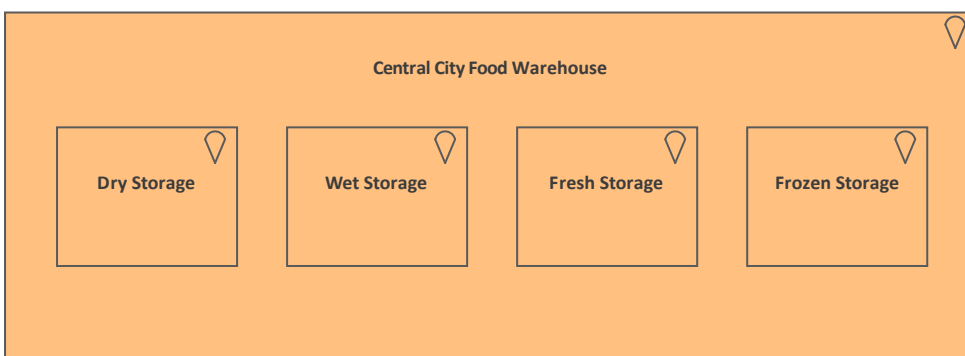 Central City Food Warehouse
Dry Storage
Wet Storage
Fresh Storage
Frozen Storage